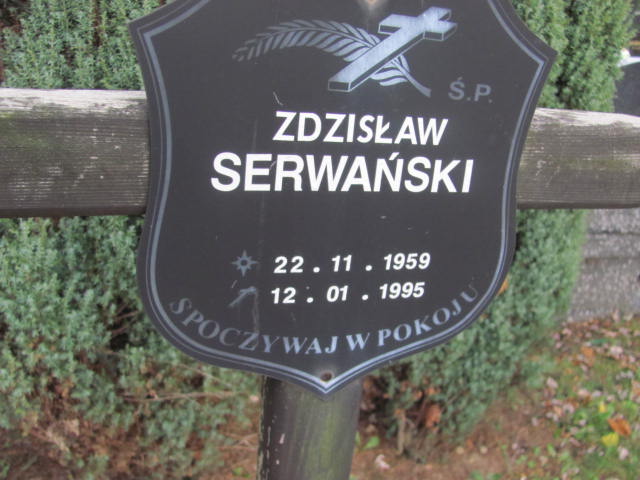 Ś.P.
ZDZISŁAW
SERWAŃSKI
22.11.1959
12.01.1995
SPOCZYWAJ W POKOJU